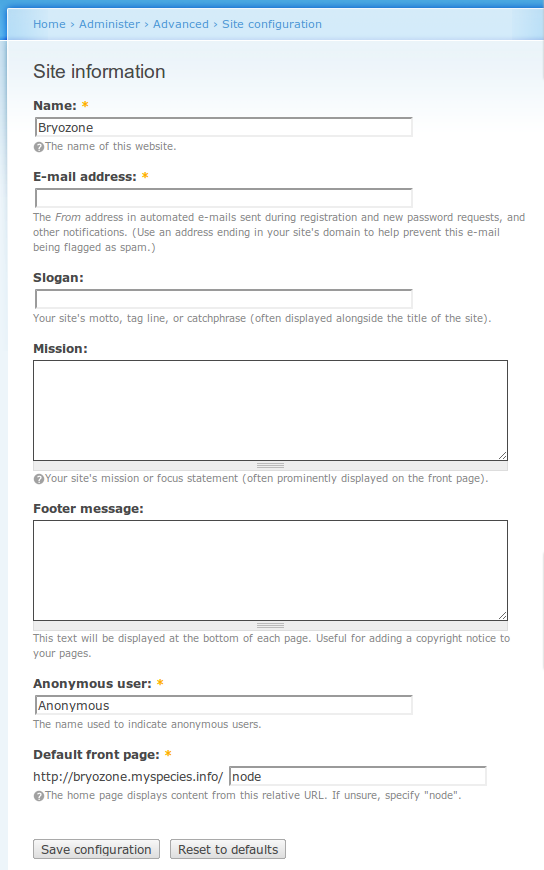 Home › Administer › Advanced › Site configuration
Site information
Name: *
Bryozone
?The name of this website.
E-mail address: *
The From address in automated e-mails sent during registration and new password requests, and
other notifications. (Use an address ending in your site's domain to help prevent this e-mail
being flagged as spam.)
Slogan:
Your site's motto, tag line, or catchphrase (often displayed alongside the title of the site).
Mission:
?Your site's mission or focus statement (often prominently displayed on the front page).
Footer message:
This text will be displayed at the bottom of each page. Useful for adding a copyright notice to
your pages.
Anonymous user: *
Anonymous
The name used to indicate anonymous users.
Default front page: *
http://bryozone.myspecies.info/ node
?The home page displays content from this relative URL. If unsure, specify "node".
Save configuration Reset to defaults